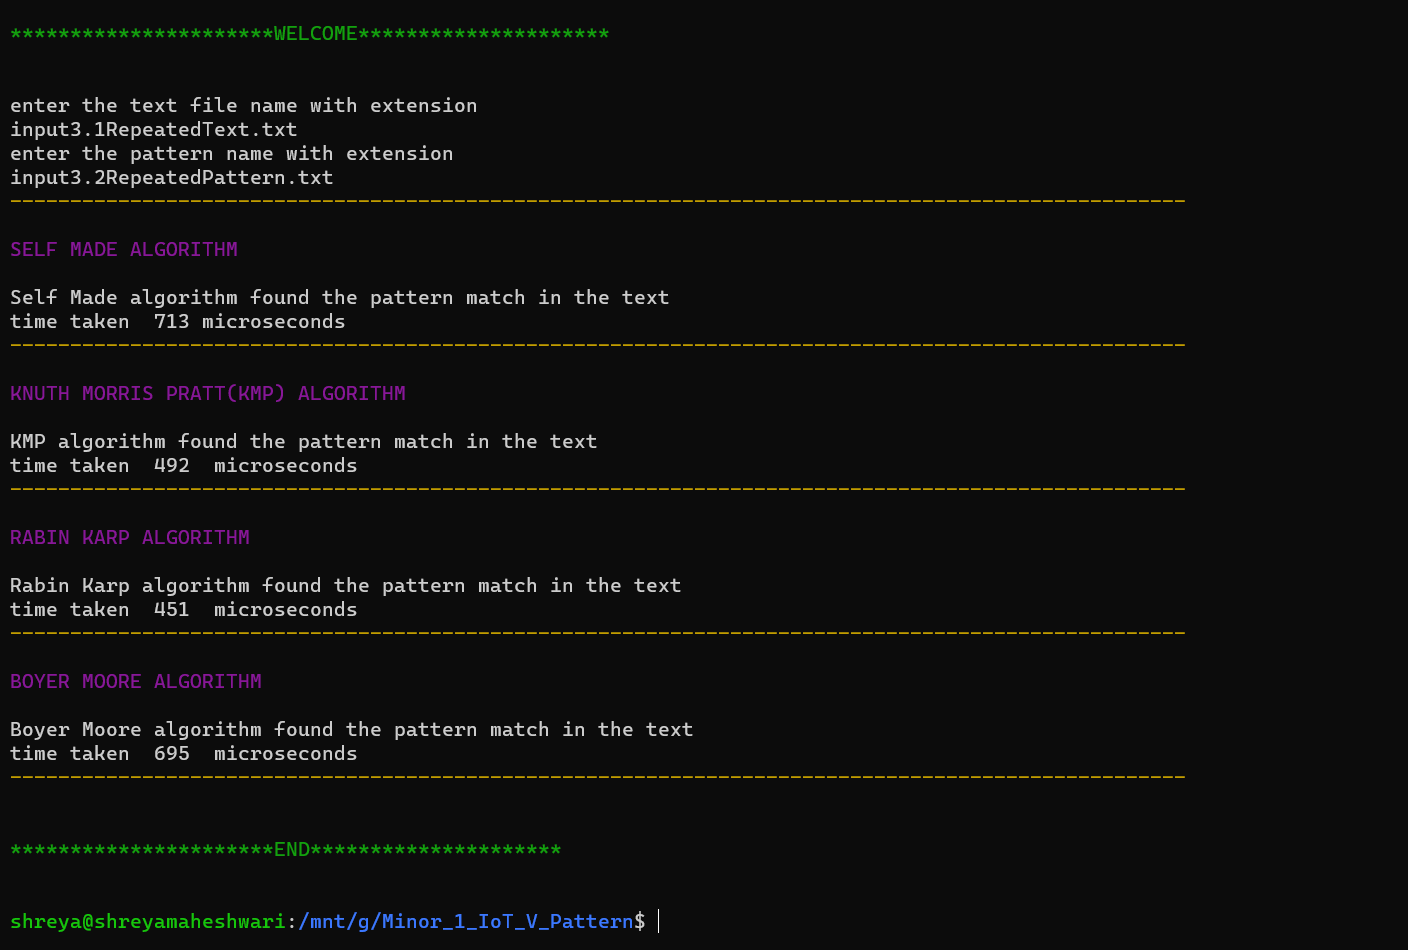 **********************WELCOME*********************
enter the text file name with extension
input3.1RepeatedText.txt
enter the pattern name with extension
input3.2RepeatedPattern.txt
--------------------------------------------------------------------------------------------------
SELF MADE ALGORITHM
Self Made algorithm found the pattern match in the text
time taken  713 microseconds
--------------------------------------------------------------------------------------------------
KNUTH MORRIS PRATT(KMP) ALGORITHM
KMP algorithm found the pattern match in the text
time taken  492  microseconds
--------------------------------------------------------------------------------------------------
RABIN KARP ALGORITHM
Rabin Karp algorithm found the pattern match in the text
time taken  451  microseconds
--------------------------------------------------------------------------------------------------
BOYER MOORE ALGORITHM
Boyer Moore algorithm found the pattern match in the text
time taken  695  microseconds
--------------------------------------------------------------------------------------------------
**********************END*********************
shreya@shreyamaheshwari:/mnt/g/Minor_1_IoT_V_Pattern$